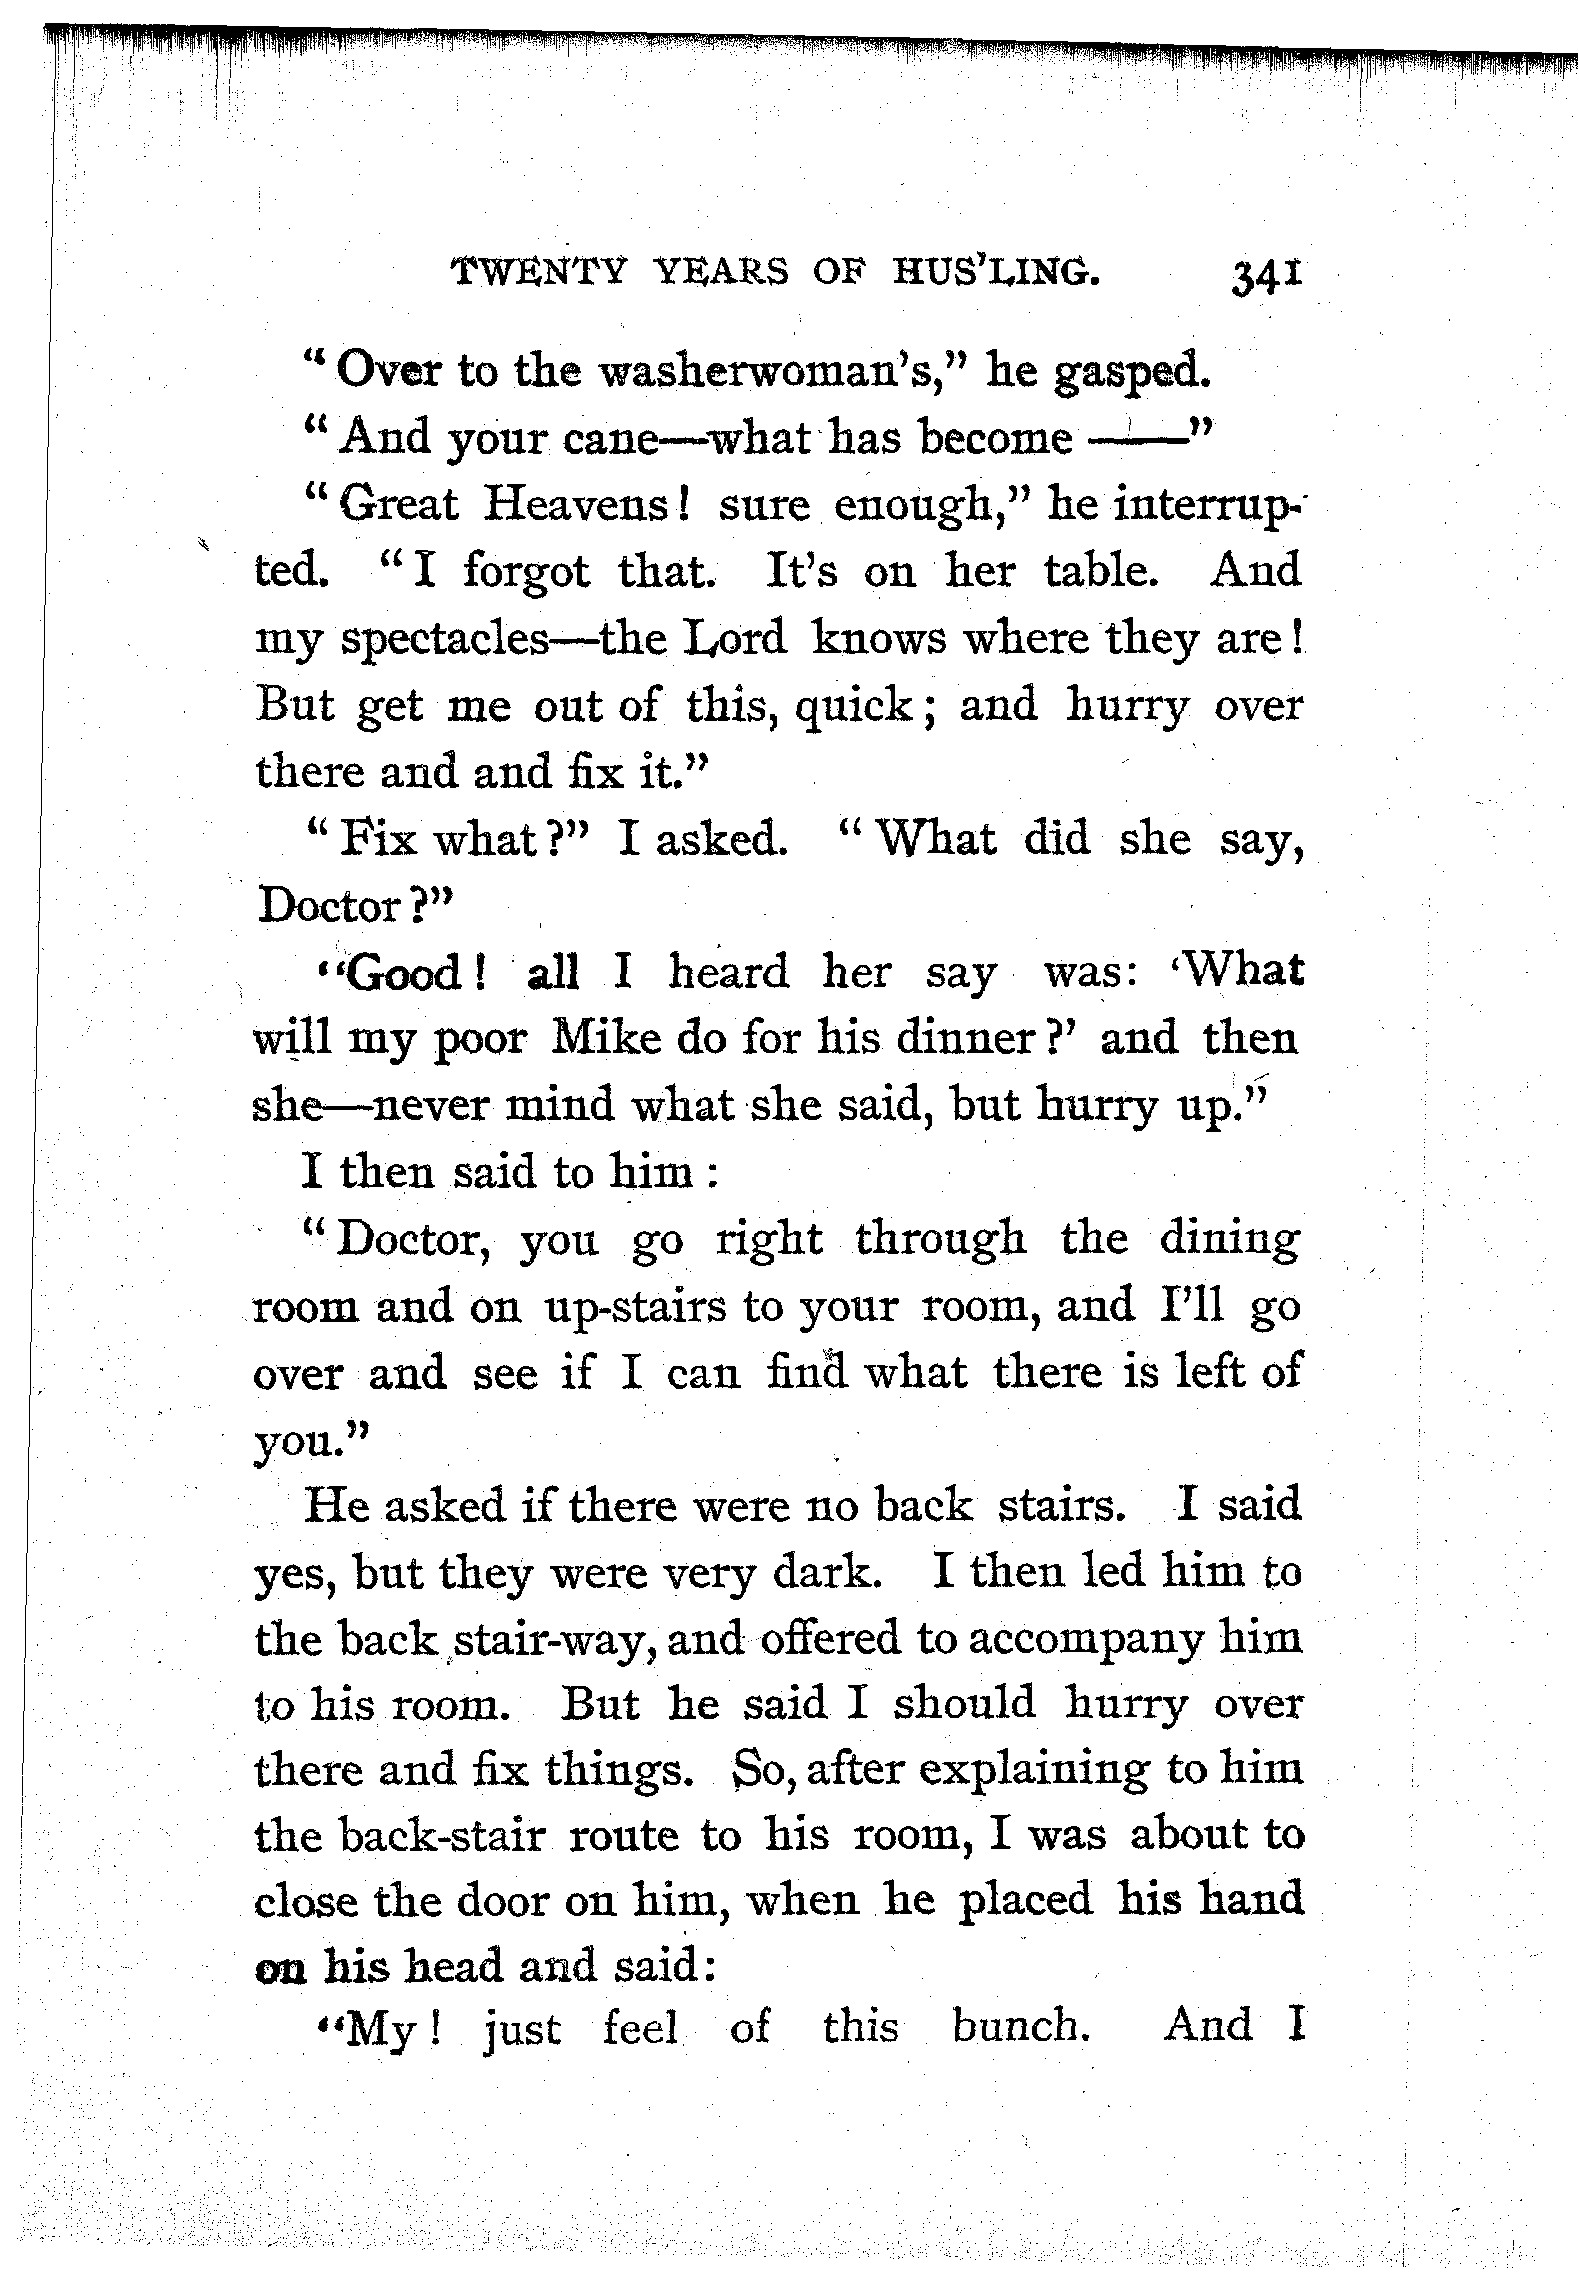 TWENTY YEARS OF HUS'LING. 341
"Over to the washerwoman's," he gasped.
"And your cane—what has become ——"
"Great Heavens! sure enough," he interrup-
ted. "I forgot that. It's on her table. And
my spectacles—the Lord knows where they are!
But get me out of this, quick; and hurry over
there and and fix it."
"Fix what?" I asked. "What did she say,
Doctor?"
"Good! all I heard her say was: 'What
will my poor Mike do for his dinner?' and then
she—never mind what she said, but hurry up."
I then said to him:
"Doctor, you go right through the dining
room and on up-stairs to your room, and I'll go
over and see if I can find what there is left of
you."
He asked if there were no back stairs. I said
yes, but they were very dark. I then led him to
the back stair-way, and offered to accompany him
to his room. But he said I should hurry over
there and fix things. So, after explaining to him
the back-stair route to his room, I was about to
close the door on him, when he placed his hand
on his head and said:
"My! just feel of this bunch. And I